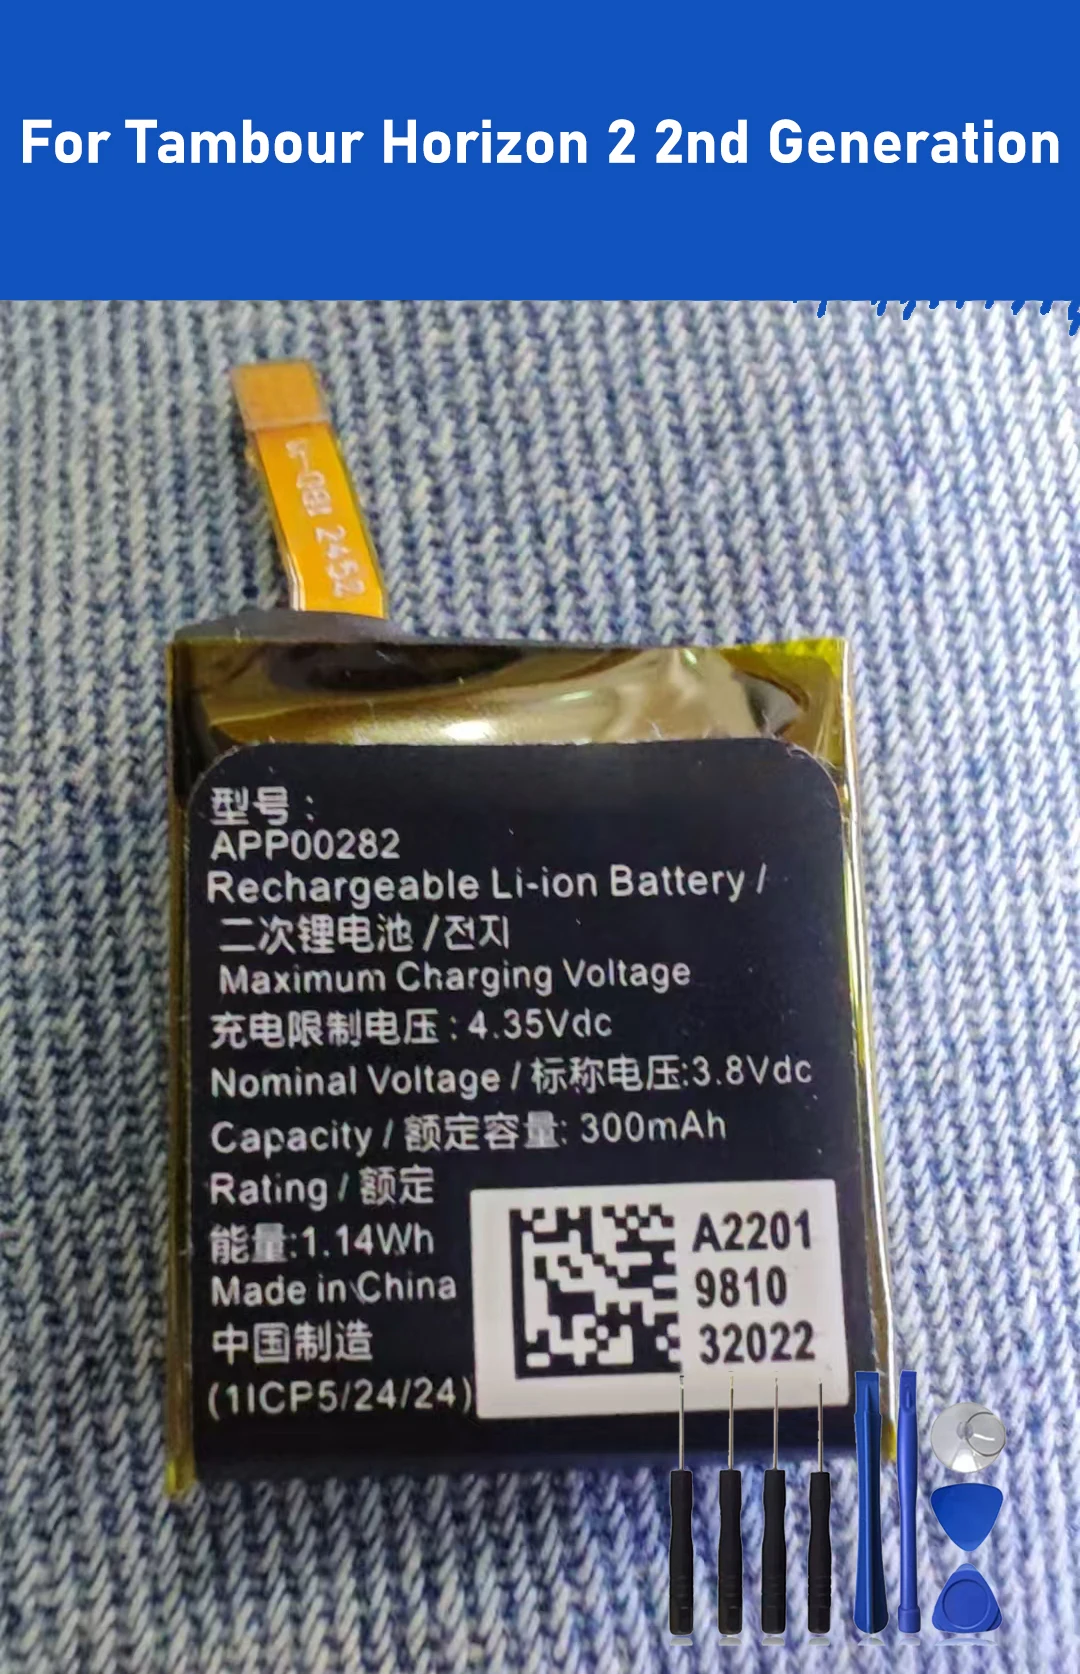 For Tambour Horizon 2 2nd Generation
2452
型号:
APP00282
Rechargeable Li-ion Battery /
二次锂电池 /전지
Maximum Charging Voltage
充电限制电压 : 4.35Vdc
Nominal Voltage / 标称电压:3.8Vdc
Capacity / 额定容量: 300mAh
Rating / 额定
能量:1.14Wh
Made in China
中国制造
(1ICP5/24/24)
A2201
9810
32022